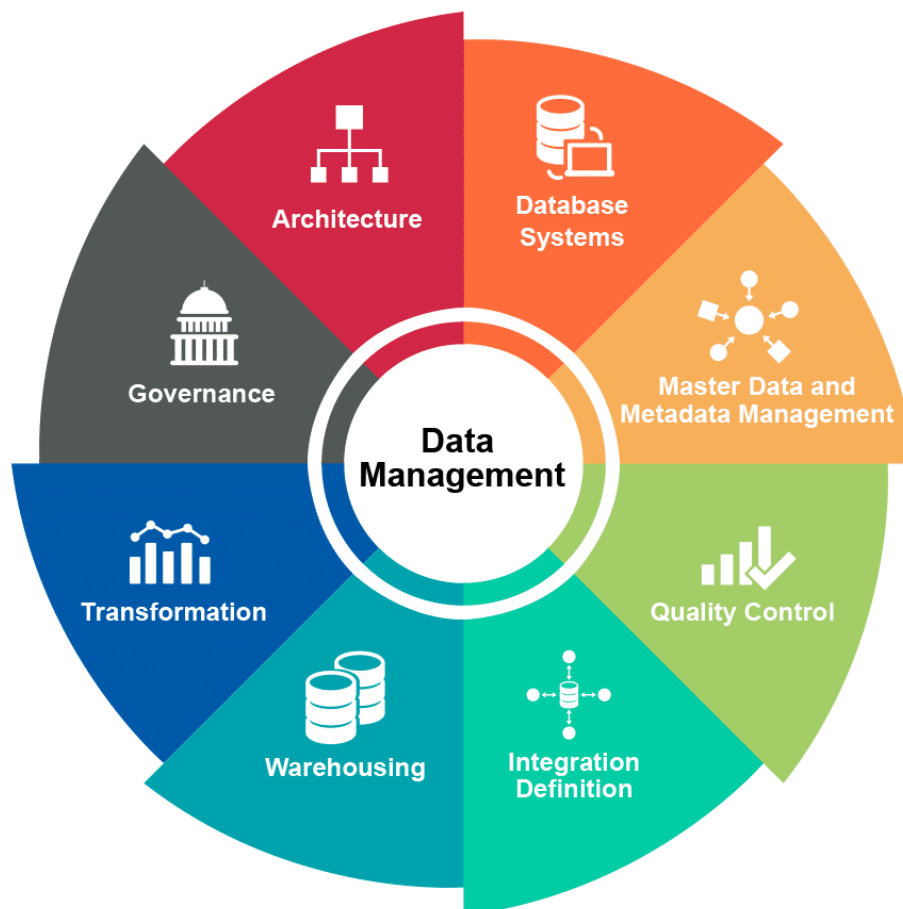 Data
Management
Architecture
Database
Systems
Master Data and
Metadata Management
Quality Control
Integration
Definition
Warehousing
Transformation
Governance